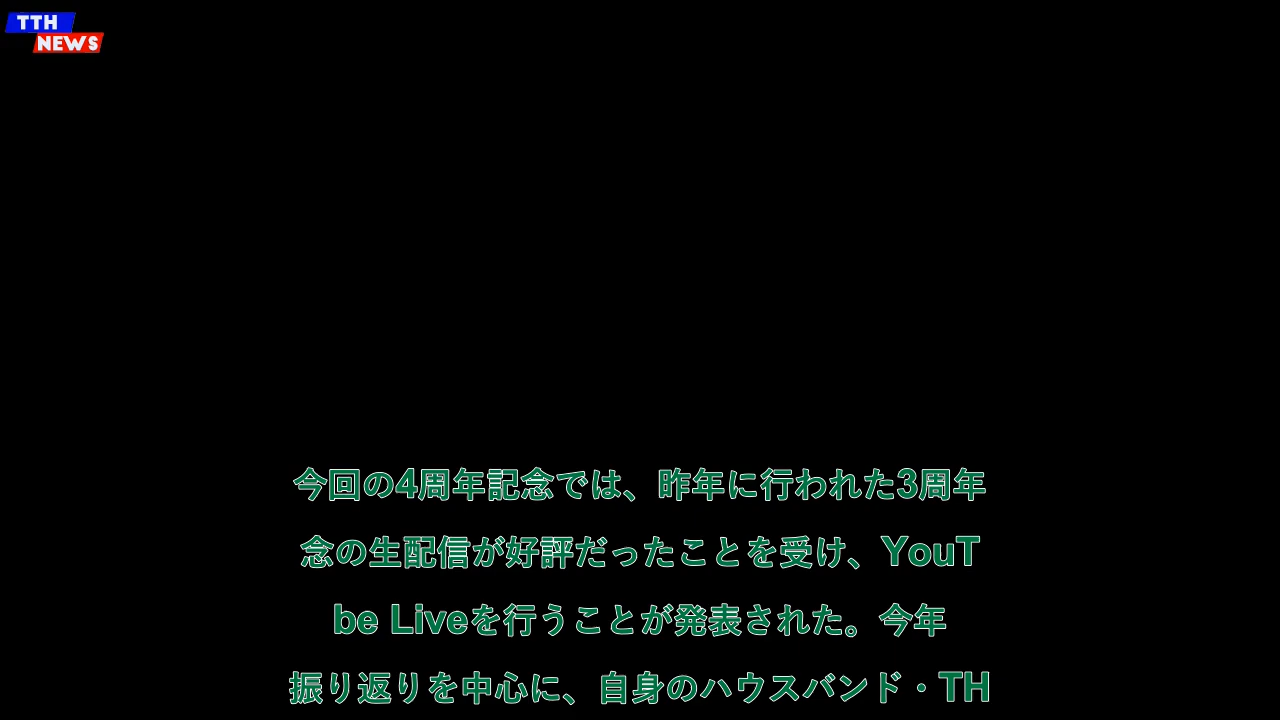 TTH
NEWS
今回の4周年記念では、昨年に行われた3周年
念の生配信が好評だったことを受け、YouT
be Liveを行うことが発表された。今年
振り返りを中心に、自身のハウスバンド・TH